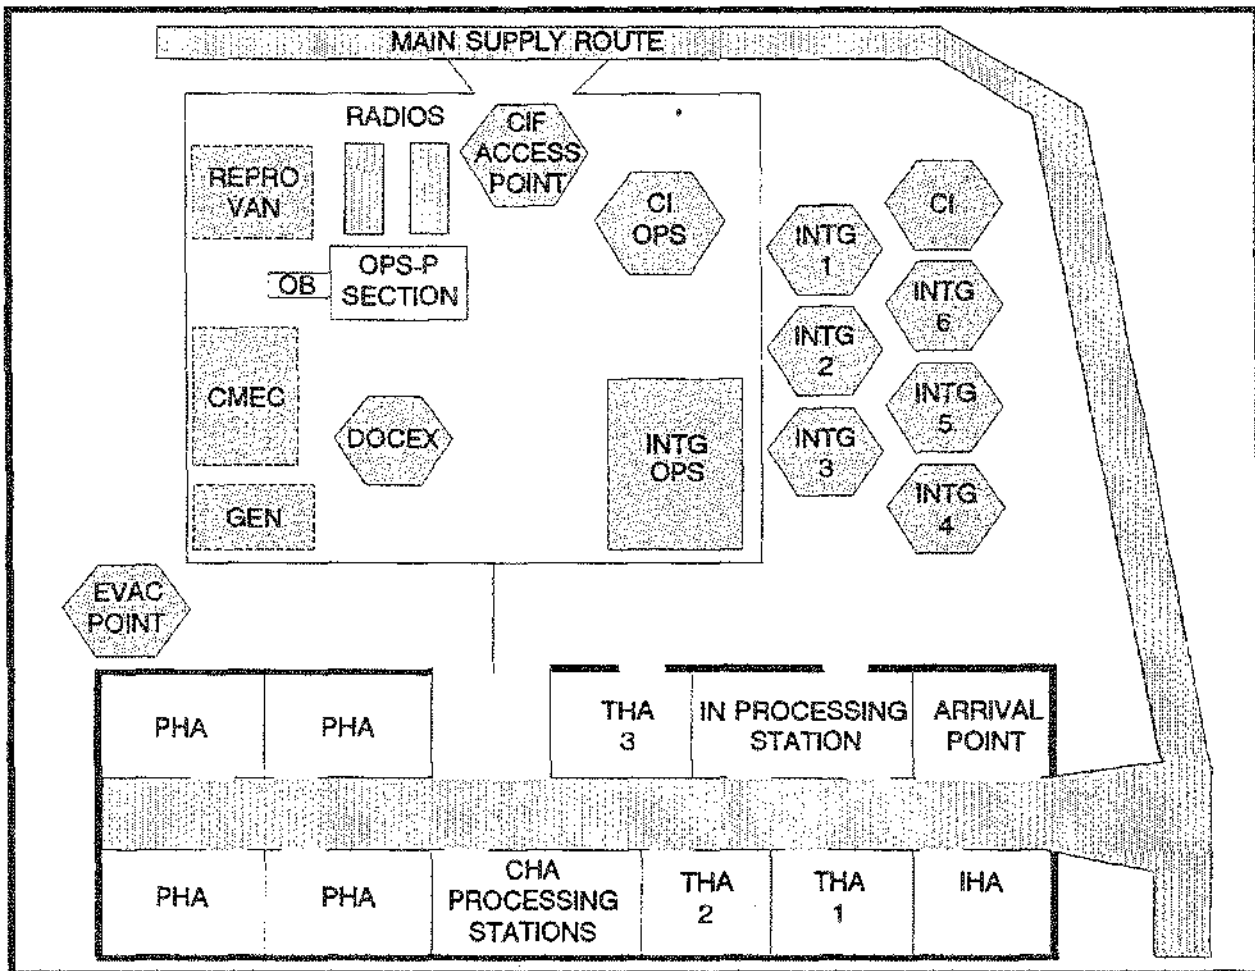 MAIN SUPPLY ROUTE
RADIOS
CIF
ACCESS
POINT
REPRO
VAN
CI
OPS
CI
INTG
1
OPS-P
SECTION
OB
INTG
6
INTG
2
CMEC
DOCEX
INTG
OPS
INTG
3
INTG
5
GEN
INTG
4
EVAC
POINT
PHA
PHA
THA
3
IN PROCESSING
STATION
ARRIVAL
POINT
PHA
PHA
CHA
PROCESSING
STATIONS
THA
2
THA
1
IHA